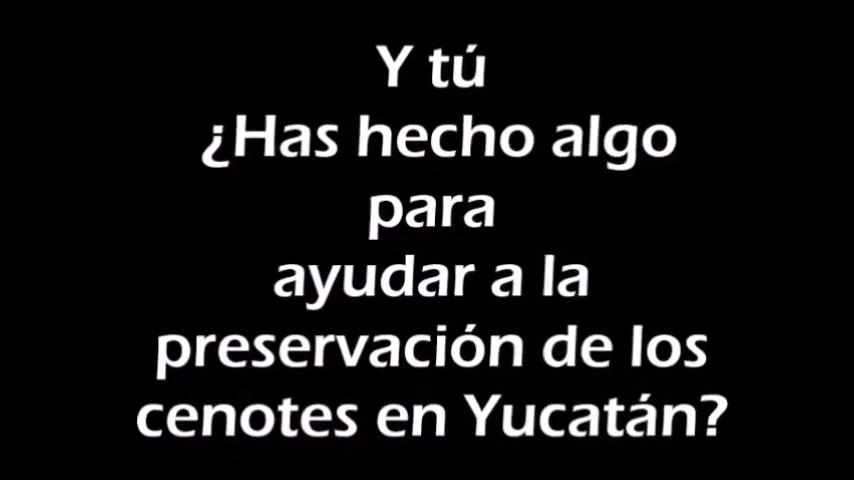 Y tú
¿Has hecho algo
para
ayudar a la
preservación de los
cenotes en Yucatán?